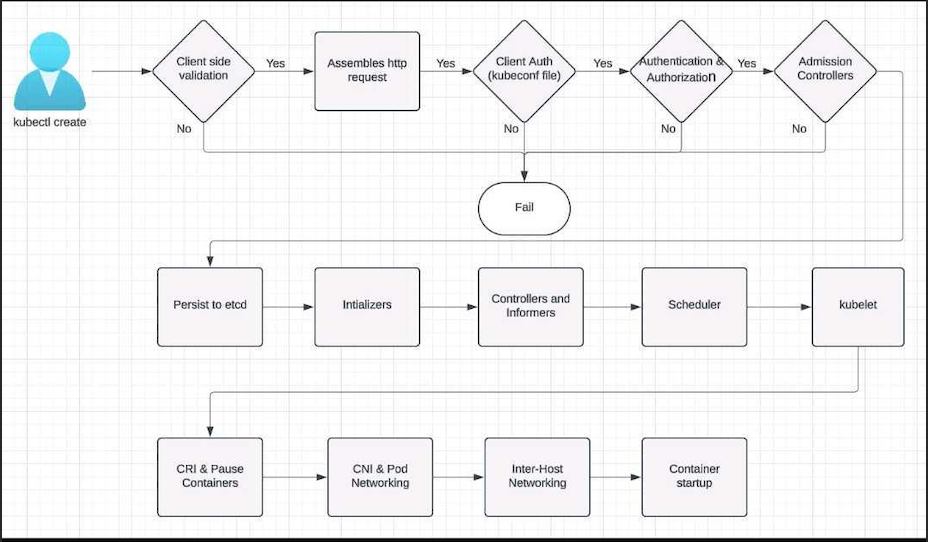 kubectl create
Client side
validation
Yes
No
Assembles http
request
Yes
Client Auth
(kubeconf file)
Yes
No
Authentication &
Authorization
Yes
No
Admission
Controllers
No
Fail
Persist to etcd
Intializers
Controllers and
Informers
Scheduler
kubelet
CRI & Pause
Containers
CNI & Pod
Networking
Inter-Host
Networking
Container
startup